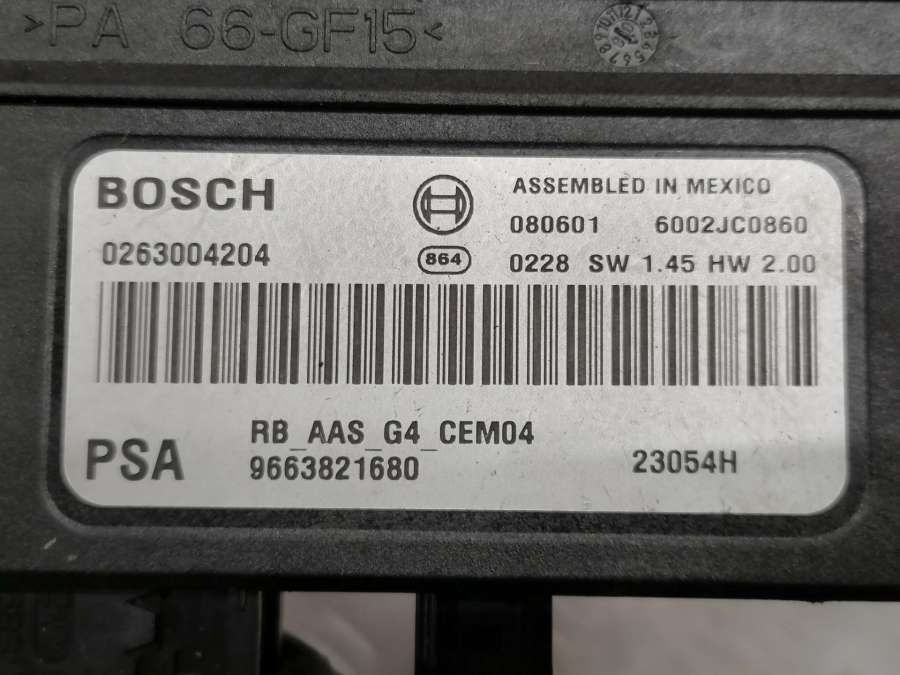 >PA 66-GF15<
BOSCH
0263004204
864
ASSEMBLED IN MEXICO
080601 6002JC0860
0228 SW 1.45 HW 2.00
PSA
RB_AAS_G4_CEM04
9663821680
23054H